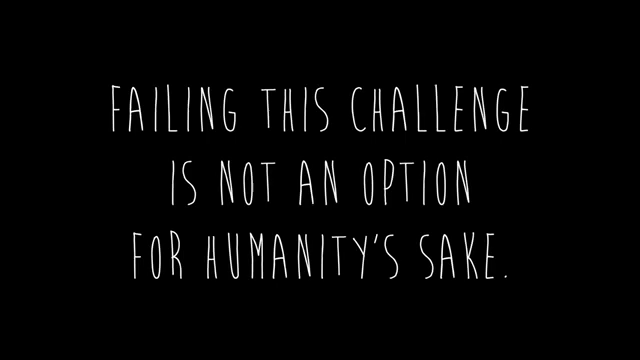 FAILING THIS CHALLENGE
IS NOT AN OPTION
FOR HUMANITY'S SAKE.